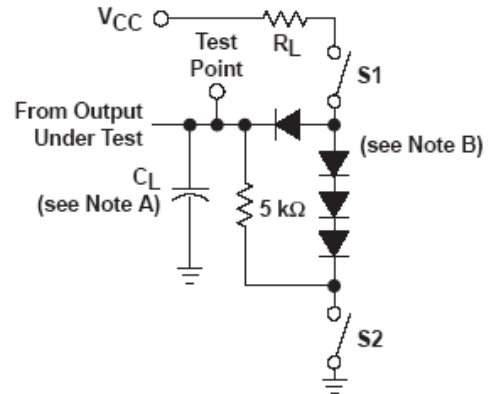 VCC
RL
S1
Test
Point
From Output
Under Test
(see Note B)
CL
(see Note A)
5 kΩ
S2